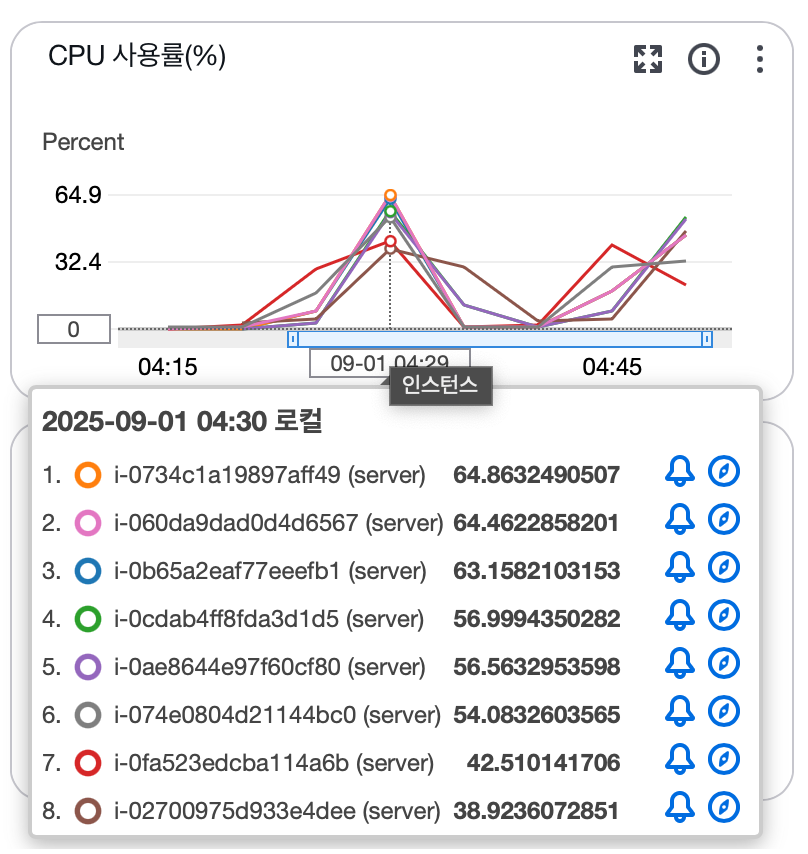 CPU 사용률(%)
Percent
64.9
32.4
0
04:15
09-01 04:29
04:45
인스턴스
2025-09-01 04:30 로컬
1. i-0734c1a19897aff49 (server) 64.8632490507
2. i-060da9dad0d4d6567 (server) 64.4622858201
3. i-0b65a2eaf77eeefb1 (server) 63.1582103153
4. i-0cdab4ff8fda3d1d5 (server) 56.9994350282
5. i-0ae8644e97f60cf80 (server) 56.5632953598
6. i-074e0804d21144bc0 (server) 54.0832603565
7. i-0fa523edcba114a6b (server) 42.510141706
8. i-02700975d933e4dee (server) 38.9236072851